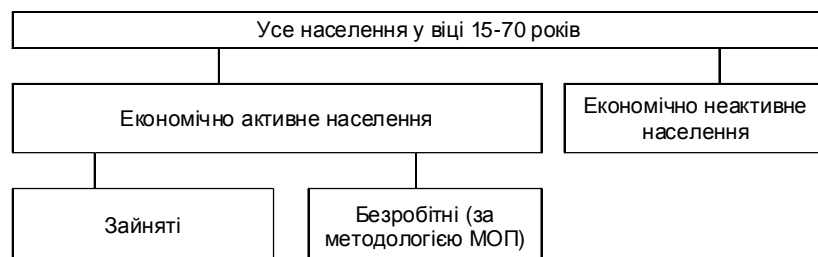 Усе населення у віці 15-70 років
Економічно активне населення
Економічно неактивне
населення
Зайняті
Безробітні (за
методологією МОП)